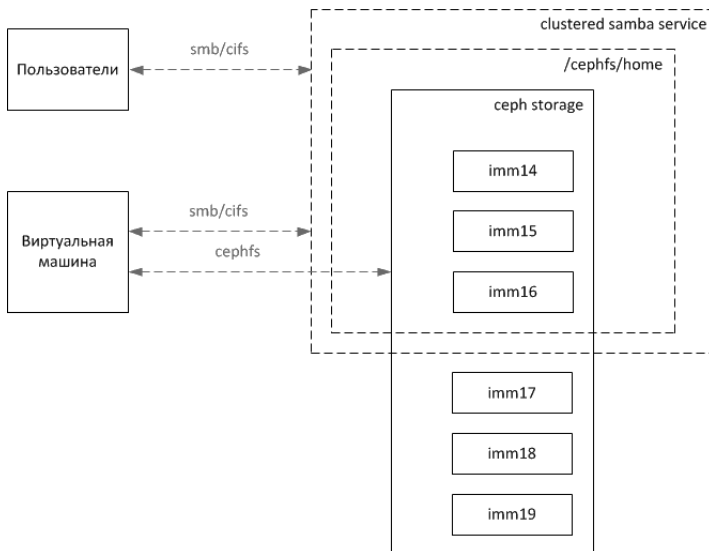 clustered samba service
smb/cifs
Пользователи
/cephfs/home
ceph storage
imm14
smb/cifs
imm15
Виртуальная
машина
cephfs
imm16
imm17
imm18
imm19